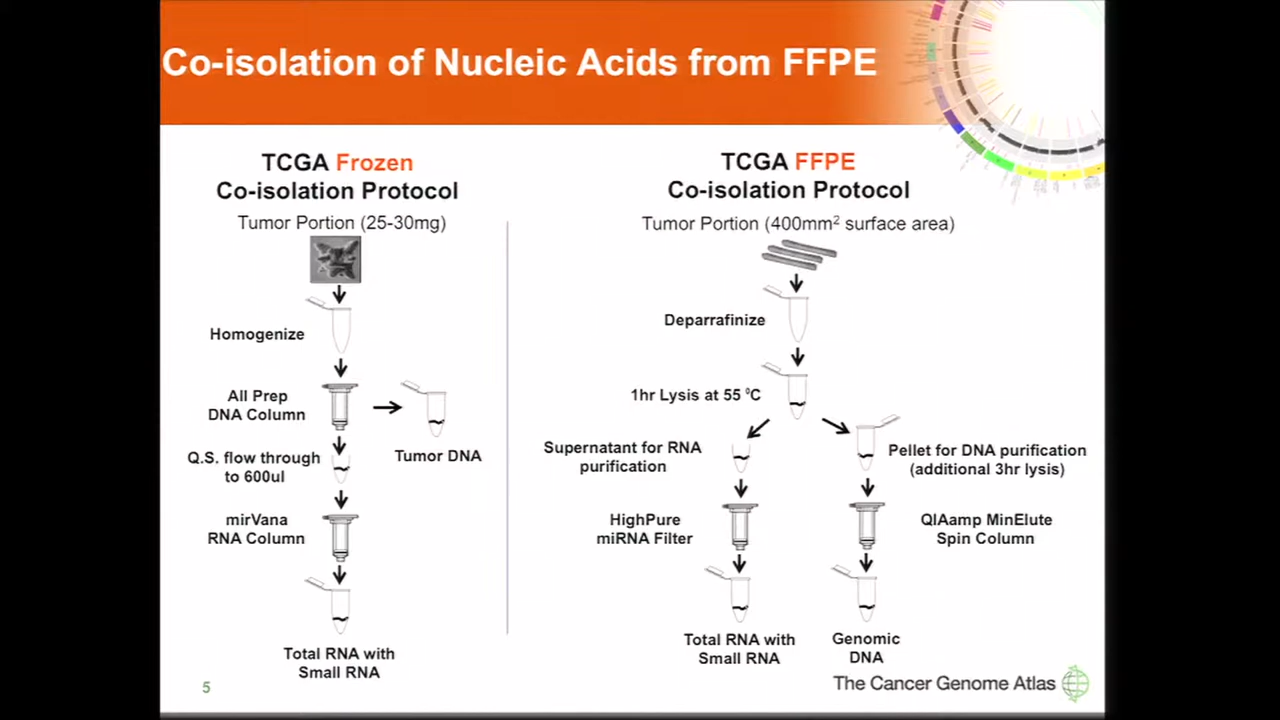 Co-isolation of Nucleic Acids from FFPE
TCGA Frozen
Co-isolation Protocol
Tumor Portion (25-30mg)
Homogenize
All Prep
DNA Column
Tumor DNA
Q.S. flow through
to 600ul
mirVana
RNA Column
Total RNA with
Small RNA
TCGA FFPE
Co-isolation Protocol
Tumor Portion (400mm² surface area)
Deparrafinize
1hr Lysis at 55 ⁰C
Supernatant for RNA
purification
Pellet for DNA purification
(additional 3hr lysis)
HighPure
miRNA Filter
QIAamp MinElute
Spin Column
Total RNA with
Small RNA
Genomic
DNA
5
The Cancer Genome Atlas